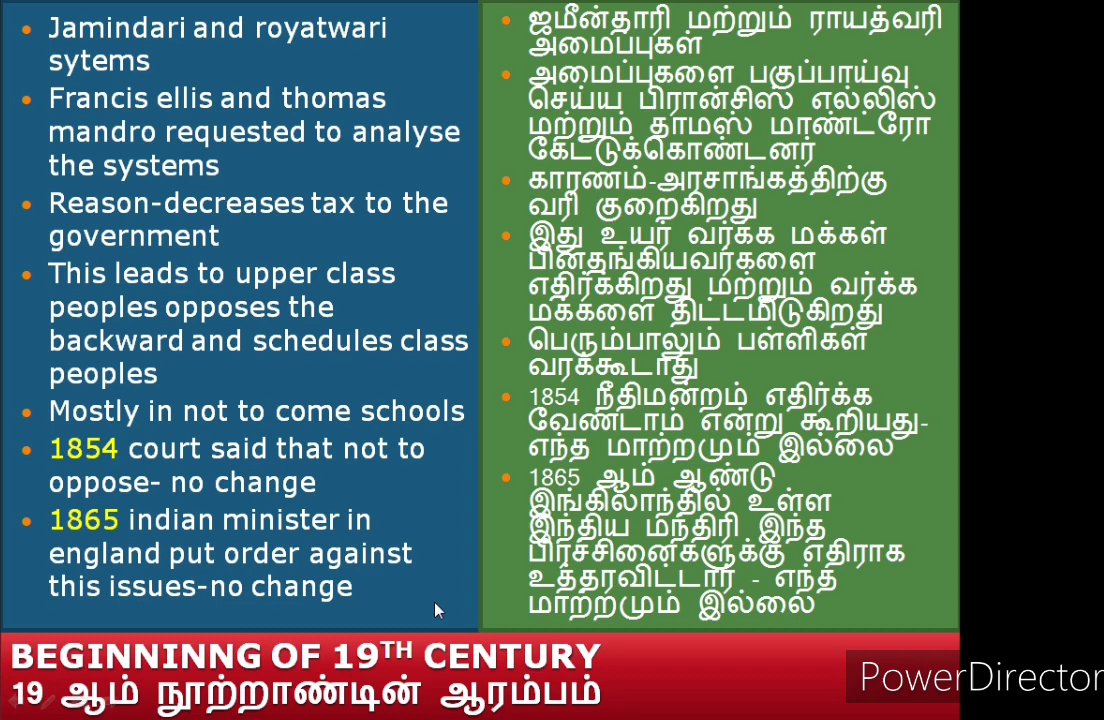 Jamindari and royatwari
sytems
Francis ellis and thomas
mandro requested to analyse
the systems
Reason-decreases tax to the
government
This leads to upper class
peoples opposes the
backward and schedules class
peoples
Mostly in not to come schools
1854 court said that not to
oppose- no change
1865 indian minister in
england put order against
this issues-no change
ஜமீன்தாரி மற்றும் ராயத்வரி
அமைப்புகள்
அமைப்புகளை பகுப்பாய்வு
செய்ய பிரான்சிஸ் எல்லிஸ்
மற்றும் தாமஸ் மாண்ட்ரோ
கேட்டுக்கொண்டனர்
காரணம்-அரசாங்கத்திற்கு
வரி குறைகிறது
இது உயர் வர்க்க மக்கள்
பின்தங்கியவர்களை
எதிர்க்கிறது மற்றும் வர்க்க
மக்களை திட்டமிடுகிறது
பெரும்பாலும் பள்ளிகள்
வரக்கூடாது
1854 நீதிமன்றம் எதிர்க்க
வேண்டாம் என்று கூறியது-
எந்த மாற்றமும் இல்லை
1865 ஆம் ஆண்டு
இங்கிலாந்தில் உள்ள
இந்திய மந்திரி இந்த
பிரச்சினைகளுக்கு எதிராக
உத்தரவிட்டார் - எந்த
மாற்றமும் இல்லை
BEGINNINNG OF 19TH CENTURY
19 ஆம் நூற்றாண்டின் ஆரம்பம்
PowerDirector